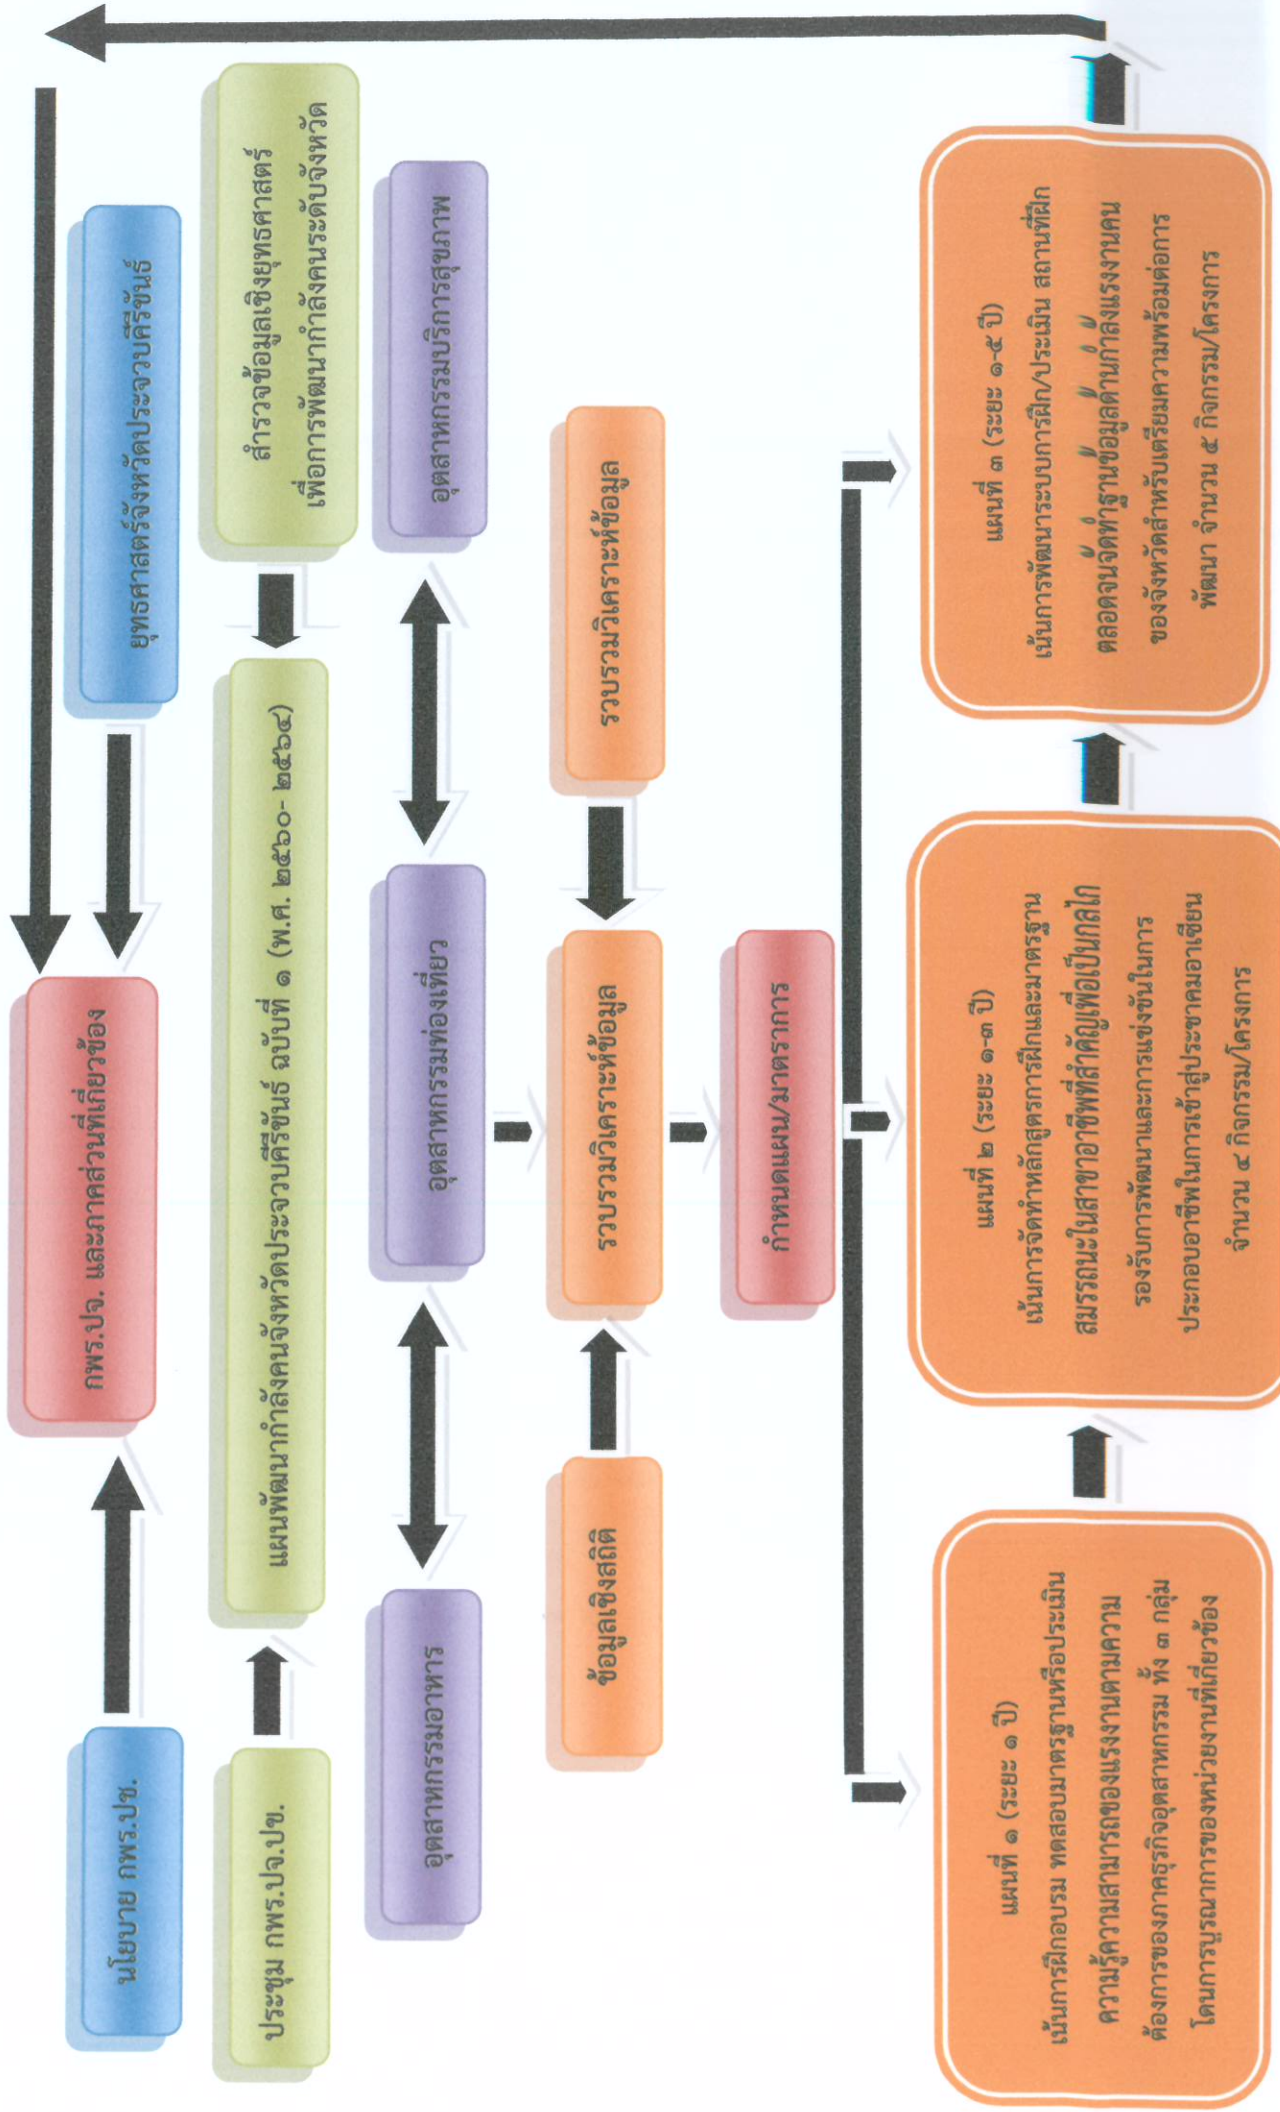 กพร.ปจ. และภาคส่วนที่เกี่ยวข้อง
นโยบาย กพร.ปช.
ยุทธศาสตร์จังหวัดประจวบคีรีขันธ์
ประชุม กพร.ปจ.ปข.
แผนพัฒนากำลังคนจังหวัดประจวบคีรีขันธ์ ฉบับที่ ๑ (พ.ศ. ๒๕๖๐- ๒๕๖๔)
สำรวจข้อมูลเชิงยุทธศาสตร์
เพื่อการพัฒนากำลังคนระดับจังหวัด
อุตสาหกรรมอาหาร
อุตสาหกรรมท่องเที่ยว
อุตสาหกรรมบริการสุขภาพ
ข้อมูลเชิงสถิติ
รวบรวมวิเคราะห์ข้อมูล
รวบรวมวิเคราะห์ข้อมูล
กำหนดแผน/มาตราการ
แผนที่ ๑ (ระยะ ๑ ปี)
เน้นการฝึกอบรม ทดสอบมาตรฐานหรือประเมิน
ความรู้ความสามารถของแรงงานตามความ
ต้องการของภาคธุรกิจอุตสาหกรรม ทั้ง ๓ กลุ่ม
โดนการบูรณาการของหน่วยงานที่เกี่ยวข้อง
แผนที่ ๒ (ระยะ ๑-๓ ปี)
เน้นการจัดทำหลักสูตรการฝึกและมาตรฐาน
สมรรถนะในสาขาอาชีพที่สำคัญเพื่อเป็นกลไก
รองรับการพัฒนาและการแข่งขันในการ
ประกอบอาชีพในการเข้าสู่ประชาคมอาเซียน
จำนวน ๔ กิจกรรม/โครงการ
แผนที่ ๓ (ระยะ ๑-๕ ปี)
เน้นการพัฒนาระบบการฝึก/ประเมิน สถานที่ฝึก
ตลอดจนจัดทำฐานข้อมูลด้านกำลังแรงงานคน
ของจังหวัดสำหรับเตรียมความพร้อมต่อการ
พัฒนา จำนวน ๕ กิจกรรม/โครงการ